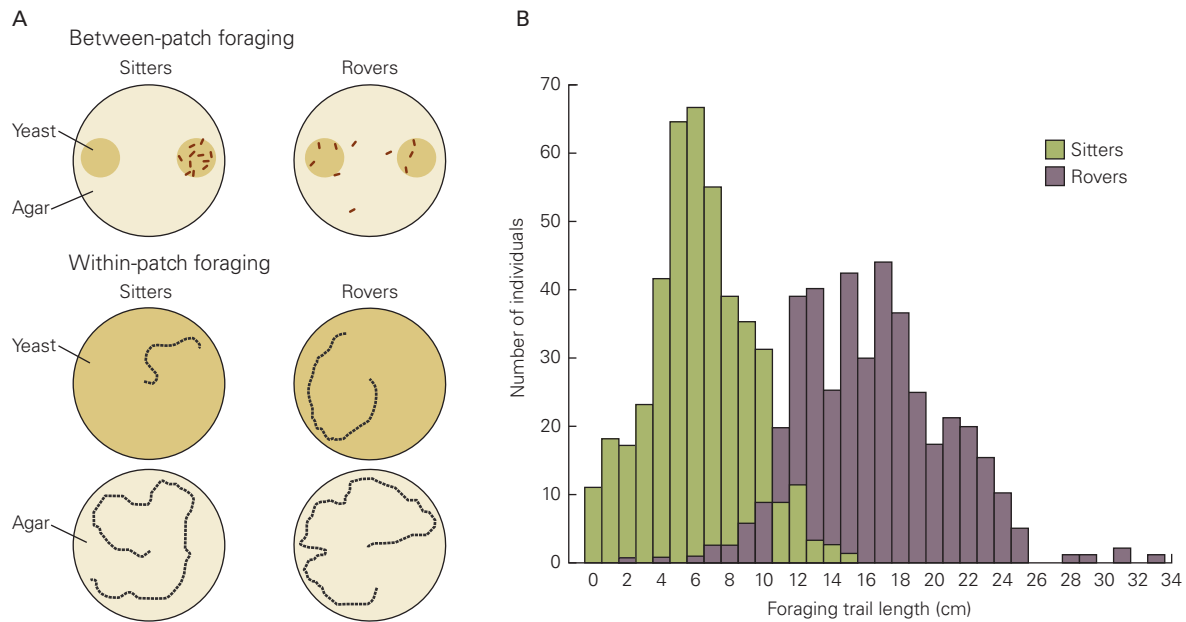 A
Between-patch foraging
Sitters
Rovers
Yeast
Agar
Within-patch foraging
Sitters
Rovers
Yeast
Agar
B
70
60
50
40
30
20
10
0
Number of individuals
Sitters
Rovers
0 2 4 6 8 10 12 14 16 18 20 22 24 26 28 30 32 34
Foraging trail length (cm)